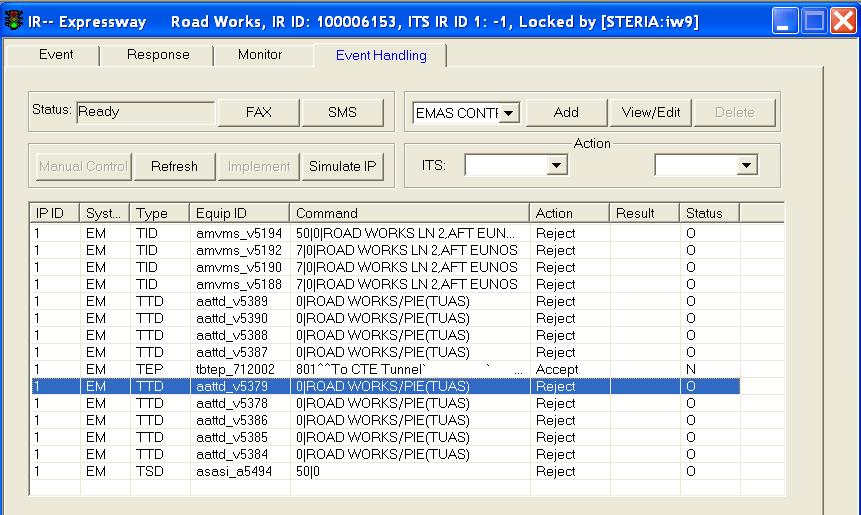 IR-- Expressway Road Works, IR ID: 100006153, ITS IR ID 1: -1, Locked by [STERIA:iw9]
Event Response Monitor Event Handling
Status: Ready FAX SMS EMAS CONTR Add View/Edit Delete
Action
Manual Control Refresh Implement Simulate IP ITS:
IP ID Syst... Type Equip ID Command Action Result Status
1 EM TID amvms_v5194 50|0|ROAD WORKS LN 2,AFT EUN... Reject O
1 EM TID amvms_v5192 7|0|ROAD WORKS LN 2,AFT EUNOS Reject O
1 EM TID amvms_v5190 7|0|ROAD WORKS LN 2,AFT EUNOS Reject O
1 EM TID amvms_v5188 7|0|ROAD WORKS LN 2,AFT EUNOS Reject O
1 EM TTD aattd_v5389 0|ROAD WORKS/PIE(TUAS) Reject O
1 EM TTD aattd_v5390 0|ROAD WORKS/PIE(TUAS) Reject O
1 EM TTD aattd_v5388 0|ROAD WORKS/PIE(TUAS) Reject O
1 EM TTD aattd_v5387 0|ROAD WORKS/PIE(TUAS) Reject O
1 EM TEP tbtep_712002 801^^To CTE Tunnel` ` ... Accept N
1 EM TTD aattd_v5379 0|ROAD WORKS/PIE(TUAS) Reject O
1 EM TTD aattd_v5378 0|ROAD WORKS/PIE(TUAS) Reject O
1 EM TTD aattd_v5386 0|ROAD WORKS/PIE(TUAS) Reject O
1 EM TTD aattd_v5385 0|ROAD WORKS/PIE(TUAS) Reject O
1 EM TTD aattd_v5384 0|ROAD WORKS/PIE(TUAS) Reject O
1 EM TSD asasi_a5494 50|0 Reject O